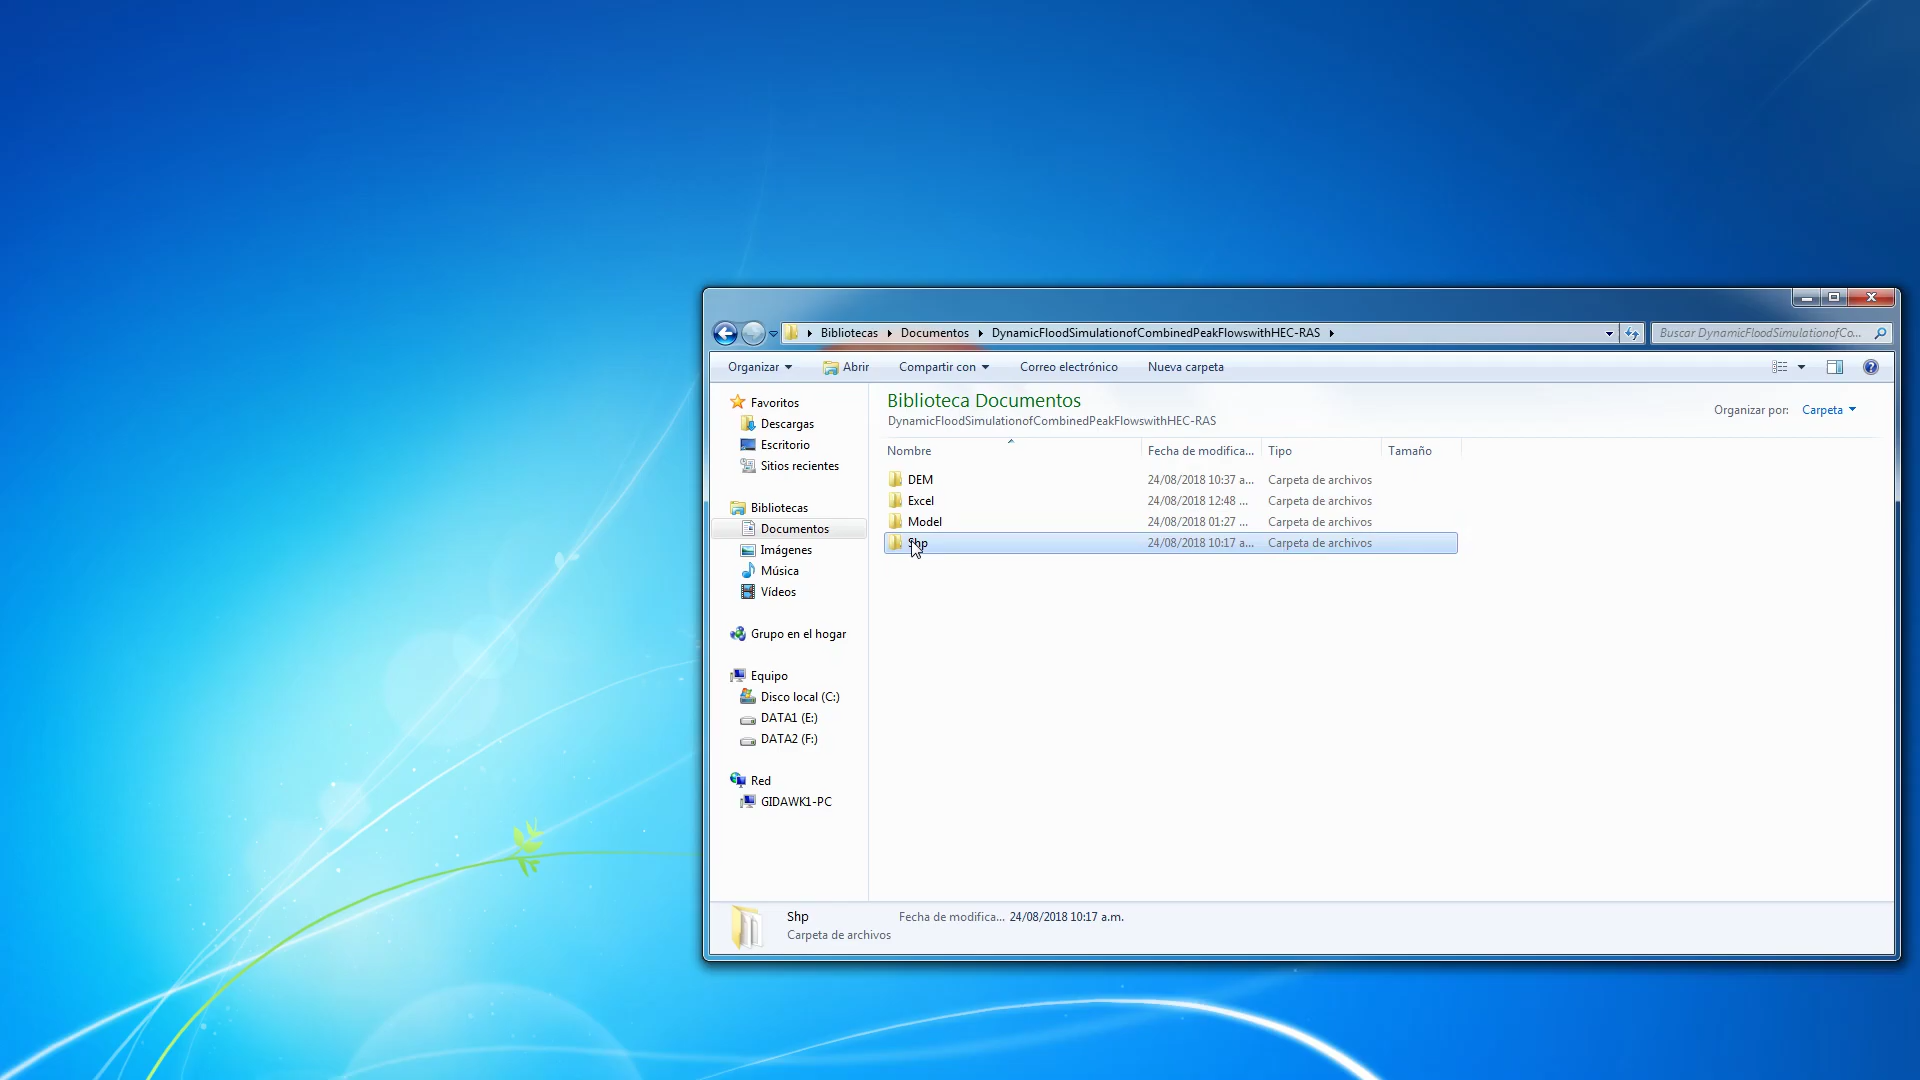 Bibliotecas Documentos DynamicFloodSimulationofCombinedPeakFlowswithHEC-RAS
Buscar DynamicFloodSimulationofCo...
Organizar Abrir Compartir con Correo electrónico Nueva carpeta
Favoritos
Descargas
Escritorio
Sitios recientes
Bibliotecas
Documentos
Imágenes
Música
Vídeos
Grupo en el hogar
Equipo
Disco local (C:)
DATA1 (E:)
DATA2 (F:)
Red
GIDAWK1-PC
Biblioteca Documentos
DynamicFloodSimulationofCombinedPeakFlowswithHEC-RAS
Organizar por: Carpeta
Nombre Fecha de modifica... Tipo Tamaño
DEM 24/08/2018 10:37 a... Carpeta de archivos
Excel 24/08/2018 12:48 ... Carpeta de archivos
Model 24/08/2018 01:27 ... Carpeta de archivos
Shp 24/08/2018 10:17 a... Carpeta de archivos
Shp Fecha de modifica... 24/08/2018 10:17 a.m.
Carpeta de archivos